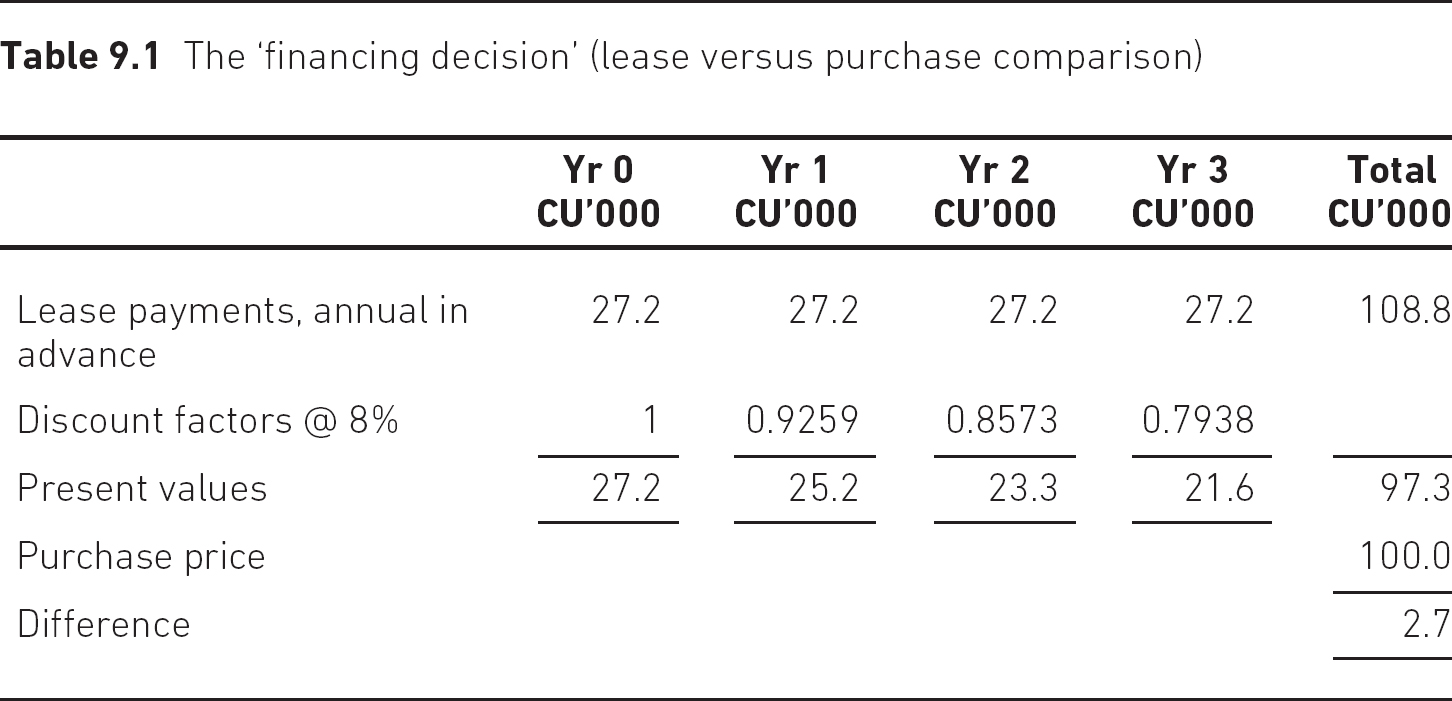 Table 9.1 The ‘financing decision’ (lease versus purchase comparison)
Yr 0 Yr 1 Yr 2 Yr 3 Total
CU’000 CU’000 CU’000 CU’000 CU’000
Lease payments, annual in 27.2 27.2 27.2 27.2 108.8
advance
Discount factors @ 8% 1 0.9259 0.8573 0.7938
Present values 27.2 25.2 23.3 21.6 97.3
Purchase price 100.0
Difference 2.7